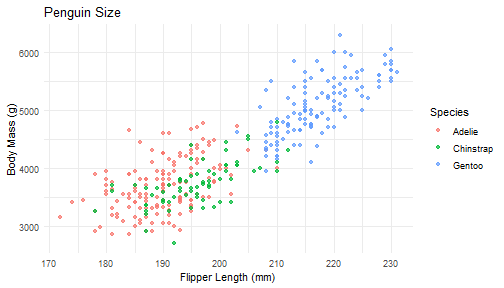 Penguin Size
Body Mass (g)
6000
5000
4000
3000
170
180
190
200
210
220
230
Flipper Length (mm)
Species
Adelie
Chinstrap
Gentoo